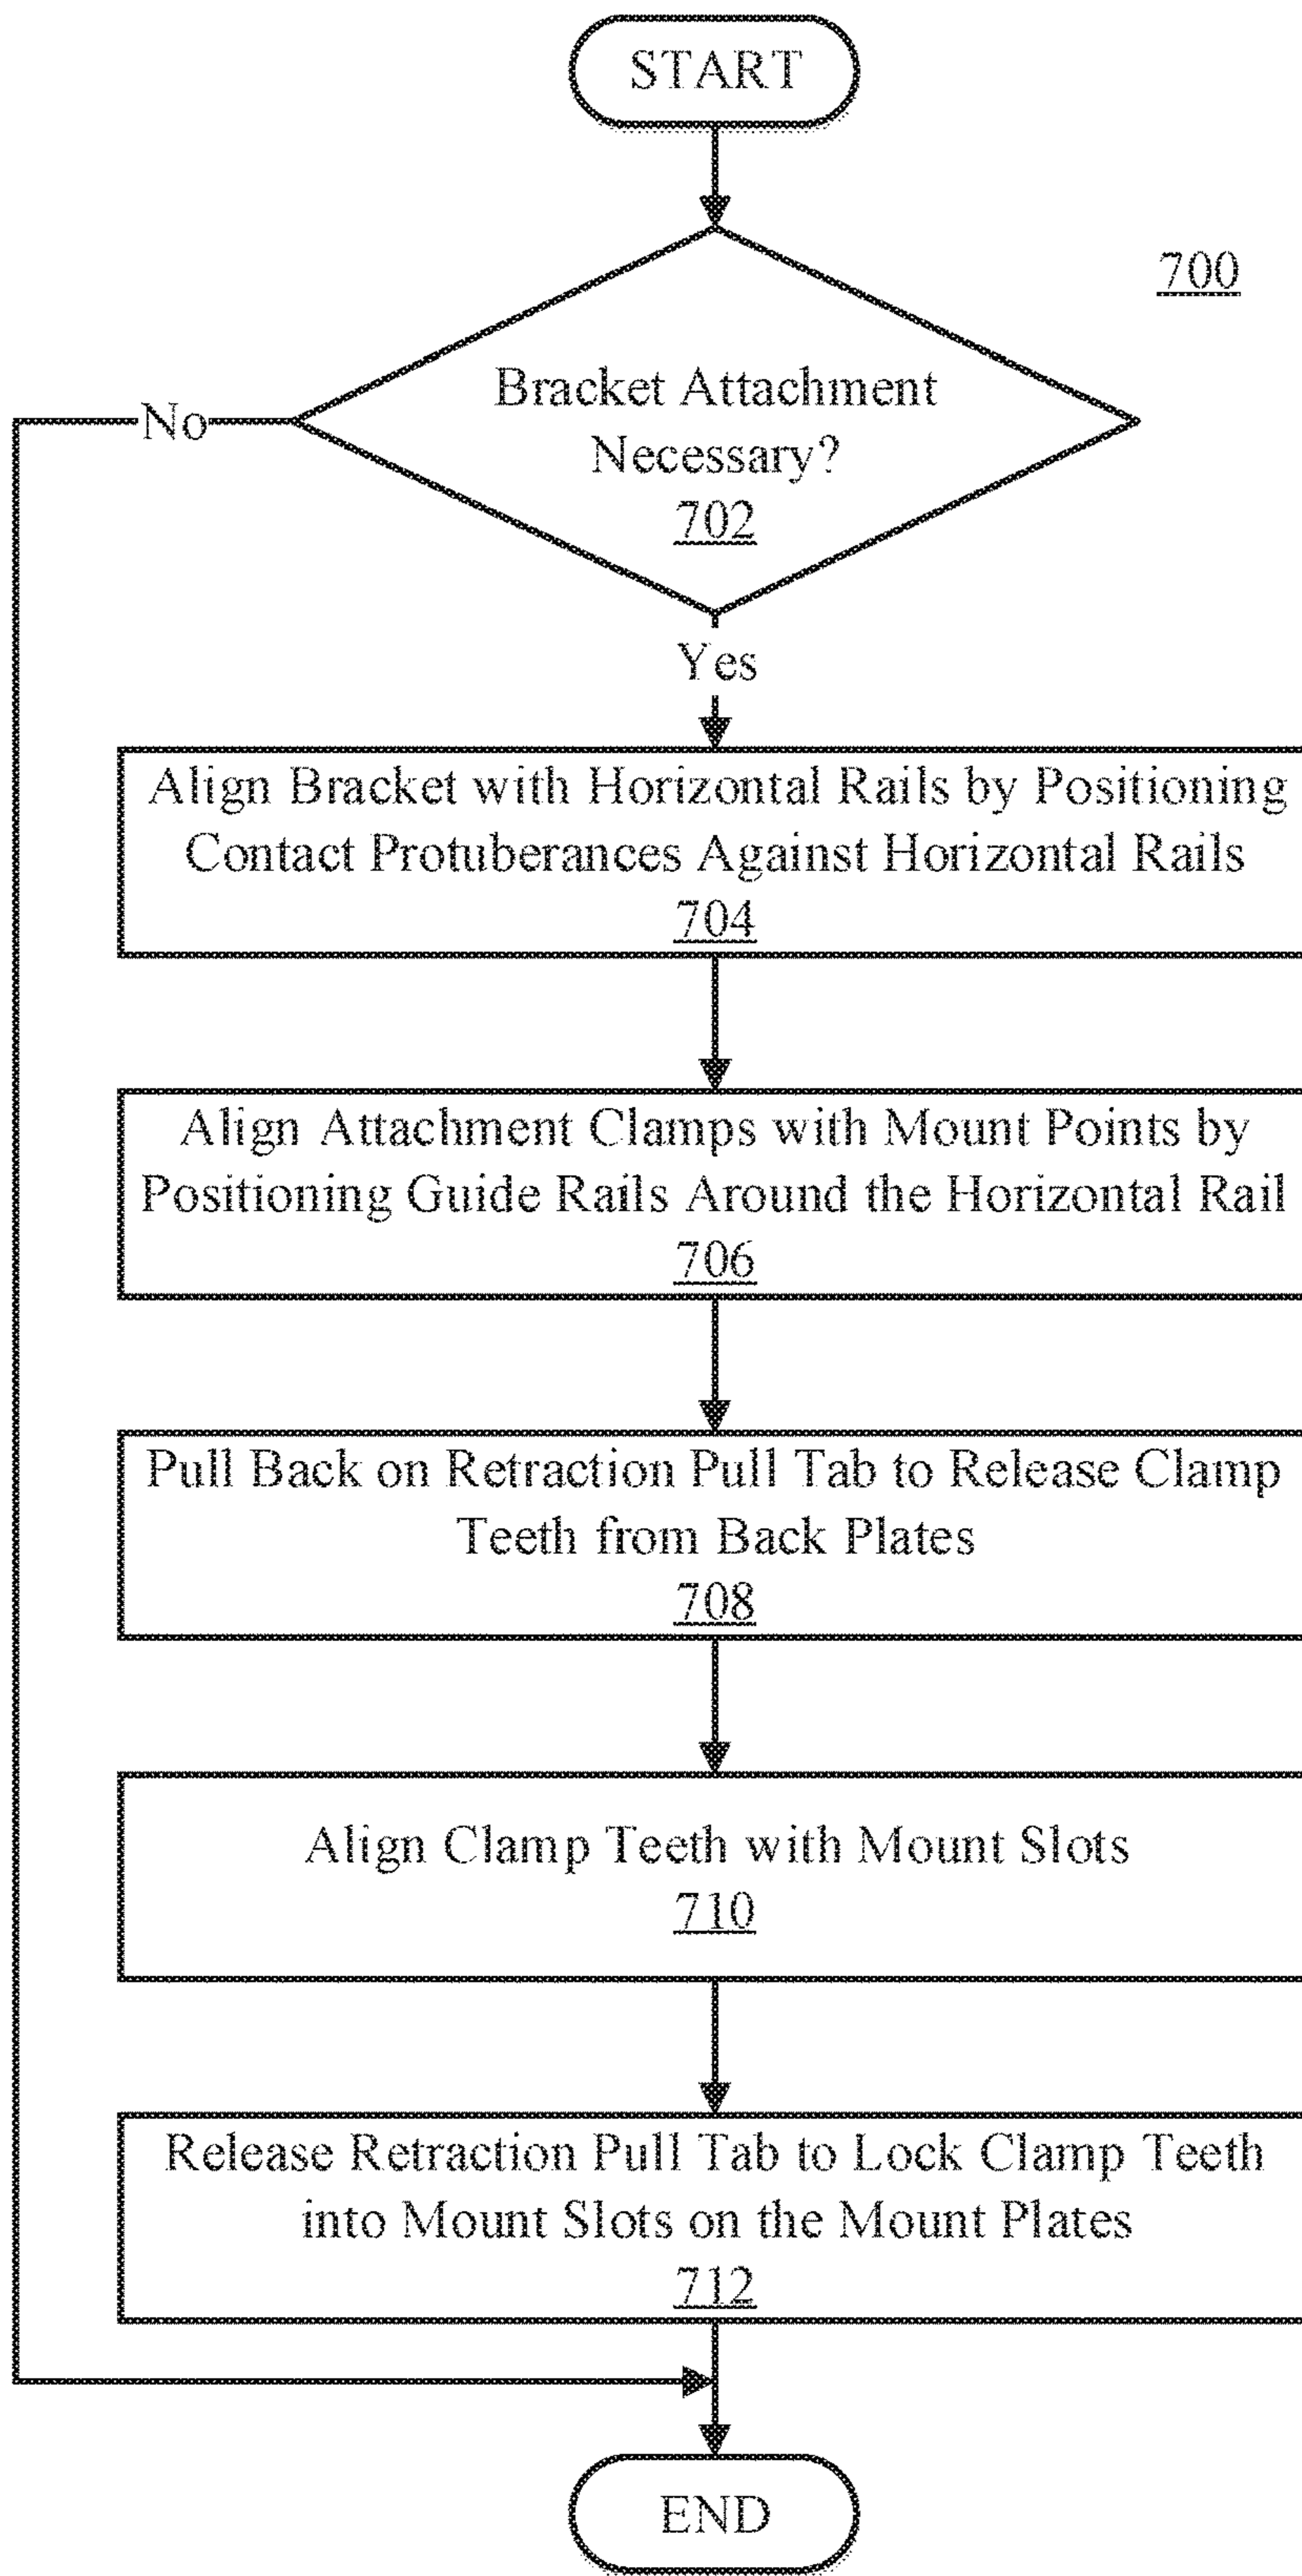 START
700
Bracket Attachment
Necessary?
702
No
Yes
Align Bracket with Horizontal Rails by Positioning
Contact Protuberances Against Horizontal Rails
704
Align Attachment Clamps with Mount Points by
Positioning Guide Rails Around the Horizontal Rail
706
Pull Back on Retraction Pull Tab to Release Clamp
Teeth from Back Plates
708
Align Clamp Teeth with Mount Slots
710
Release Retraction Pull Tab to Lock Clamp Teeth
into Mount Slots on the Mount Plates
712
END